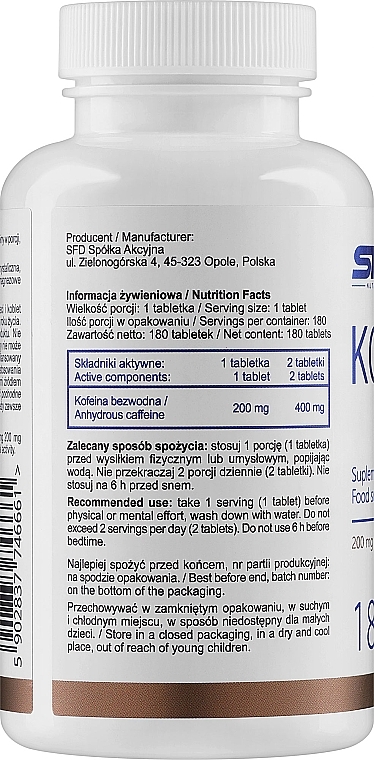 Producent / Manufacturer:
SFD Spółka Akcyjna
ul. Zielonogórska 4, 45-323 Opole, Polska
Informacja żywieniowa / Nutrition Facts
Wielkość porcji: 1 tabletka / Serving size: 1 tablet
Ilość porcji w opakowaniu / Servings per container: 180
Zawartość netto: 180 tabletek / Net content: 180 tablets
Składniki aktywne: 1 tabletka 2 tabletki
Active components: 1 tablet 2 tablets
Kofeina bezwodna /
Anhydrous caffeine 200 mg 400 mg
Zalecany sposób spożycia: stosuj 1 porcję (1 tabletka)
przed wysiłkiem fizycznym lub umysłowym, popijając
wodą. Nie przekraczaj 2 porcji dziennie (2 tabletki). Nie
stosuj na 6 h przed snem.
Recommended use: take 1 serving (1 tablet) before
physical or mental effort, wash down with water. Do not
exceed 2 servings per day (2 tablets). Do not use 6 h before
bedtime.
Najlepiej spożyć przed końcem, nr partii produkcyjnej:
na spodzie opakowania. / Best before end, batch number:
on the bottom of the packaging.
Przechowywać w zamkniętym opakowaniu, w suchym
i chłodnym miejscu, w sposób niedostępny dla małych
dzieci. / Store in a closed packaging, in a dry and cool
place, out of reach of young children.
5 902837 746661 >
KO
Suplem
Food s
200 mg
18